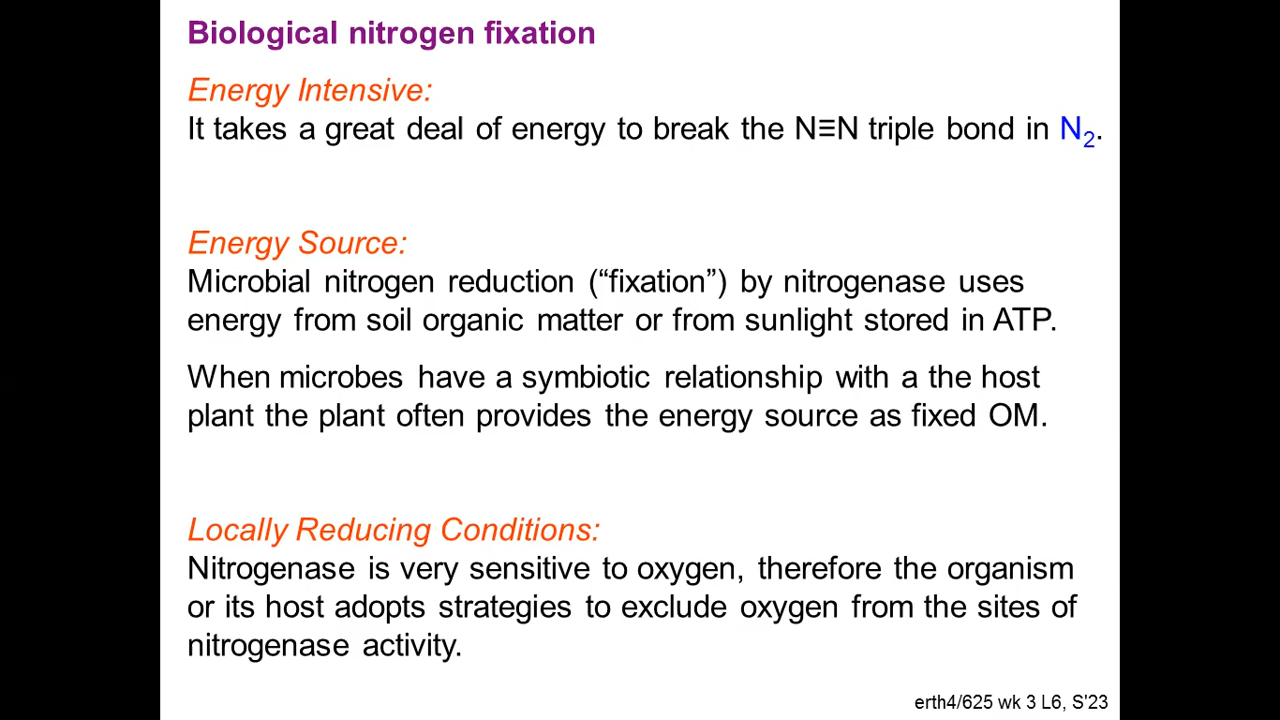 Biological nitrogen fixation
Energy Intensive:
It takes a great deal of energy to break the N≡N triple bond in N₂.
Energy Source:
Microbial nitrogen reduction (“fixation”) by nitrogenase uses
energy from soil organic matter or from sunlight stored in ATP.
When microbes have a symbiotic relationship with a the host
plant the plant often provides the energy source as fixed OM.
Locally Reducing Conditions:
Nitrogenase is very sensitive to oxygen, therefore the organism
or its host adopts strategies to exclude oxygen from the sites of
nitrogenase activity.
erth4/625 wk 3 L6, S'23